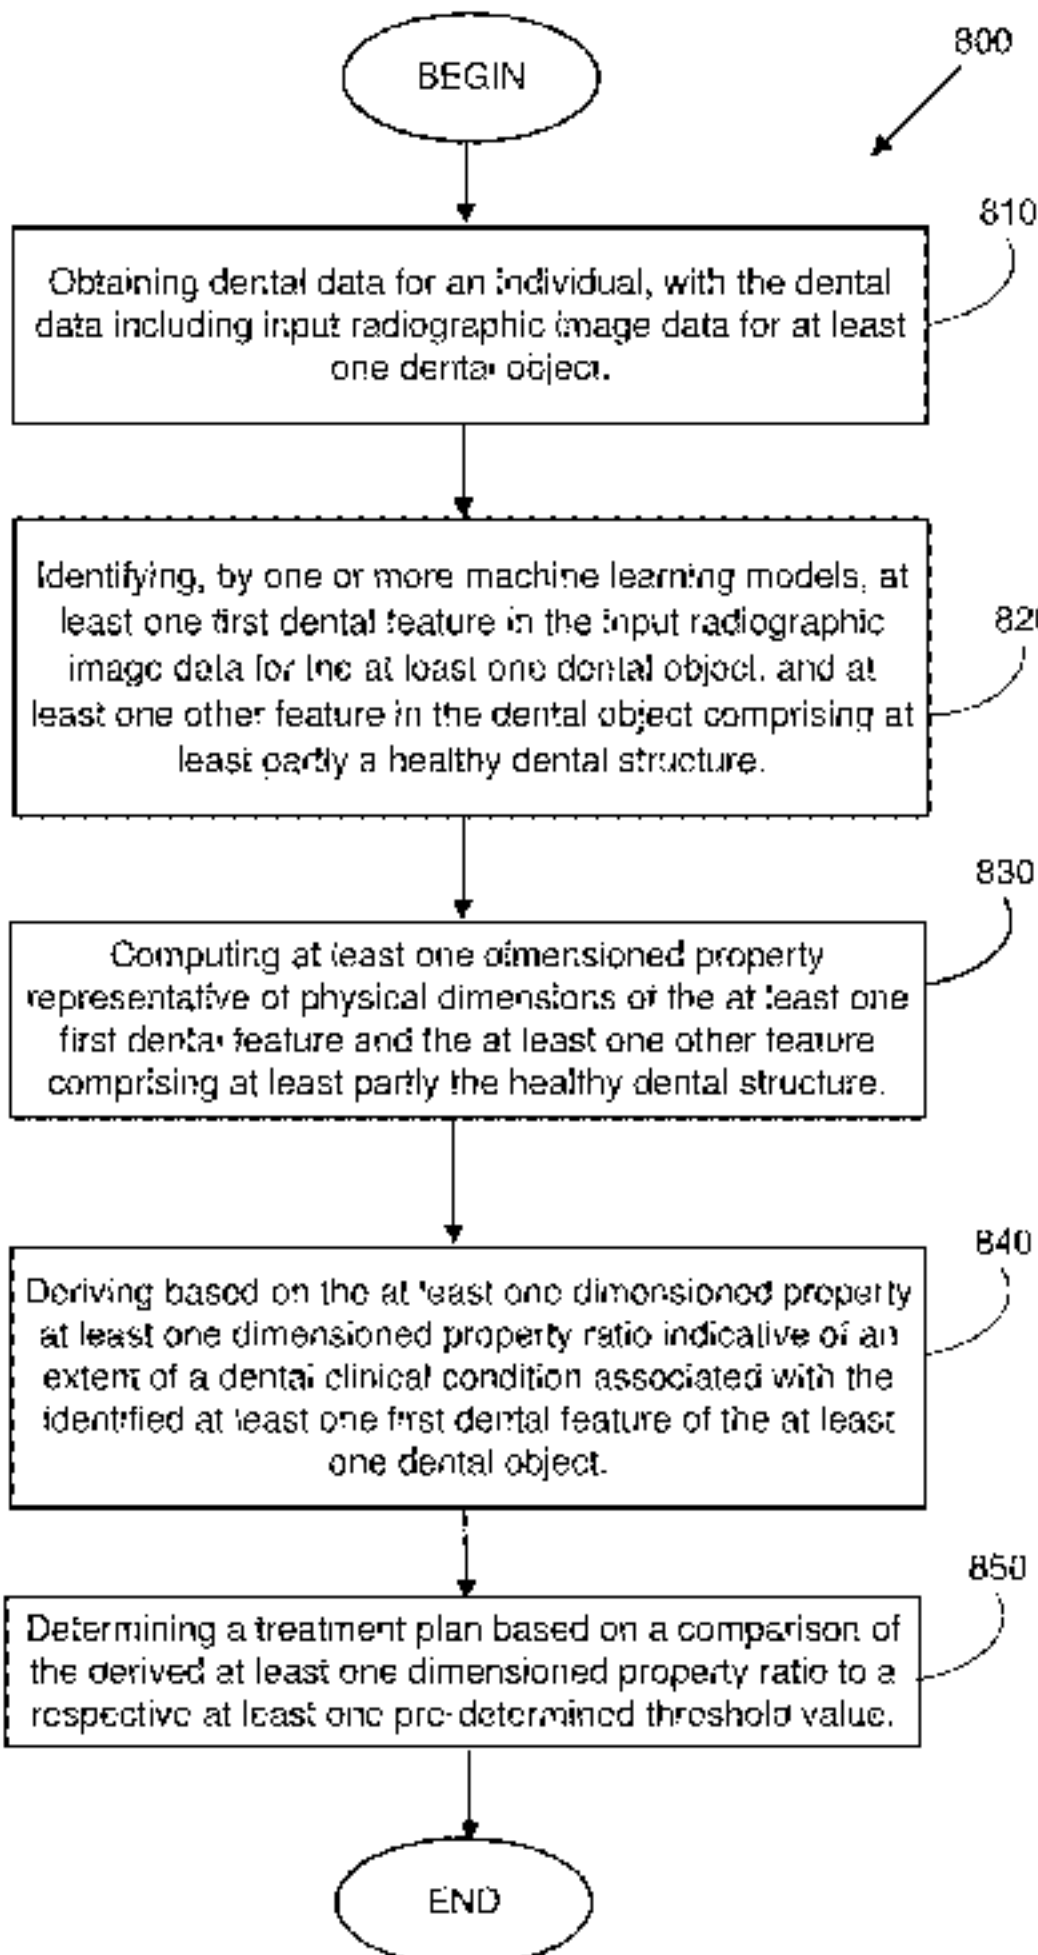 BEGIN
800
810
Obtaining dental data for an individual, with the dental
data including input radiographic image data for at least
one dental object.
820
Identifying, by one or more machine learning models, at
least one first dental feature in the input radiographic
image data for the at least one dental object, and at
least one other feature in the dental object comprising at
least partly a healthy dental structure.
830
Computing at least one dimensioned property
representative of physical dimensions of the at least one
first dental feature and the at least one other feature
comprising at least partly the healthy dental structure.
840
Deriving based on the at least one dimensioned property
at least one dimensioned property ratio indicative of an
extent of a dental clinical condition associated with the
identified at least one first dental feature of the at least
one dental object.
850
Determining a treatment plan based on a comparison of
the derived at least one dimensioned property ratio to a
respective at least one pre-determined threshold value.
END